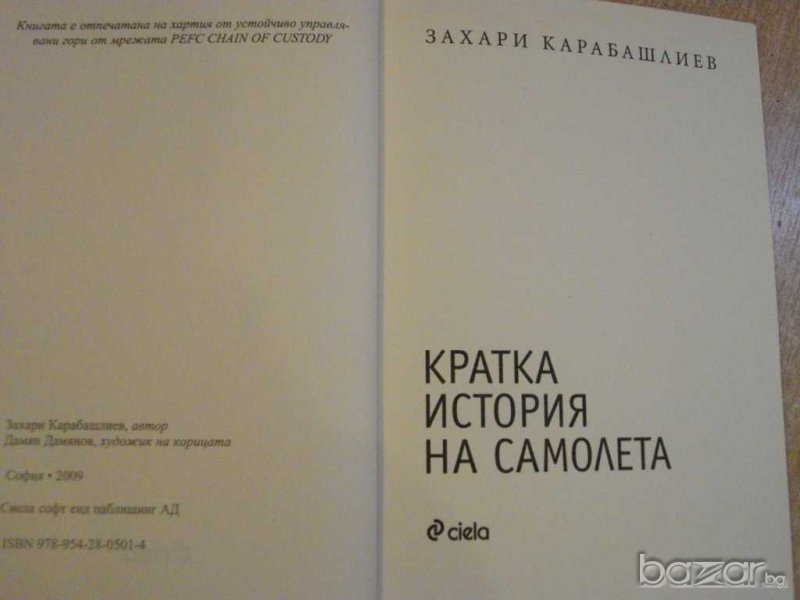 Книгата е отпечатана на хартия от устойчиво управля-
вани гори от мрежата PEFC CHAIN OF CUSTODY
Захари Карабашлиев, автор
Дамян Дамянов, художник на корицата
София • 2009
Сиела софт енд паблишинг АД
ISBN 978-954-28-0501-4
ЗАХАРИ КАРАБАШЛИЕВ
КРАТКА
ИСТОРИЯ
НА САМОЛЕТА
ciela
bazar.bg